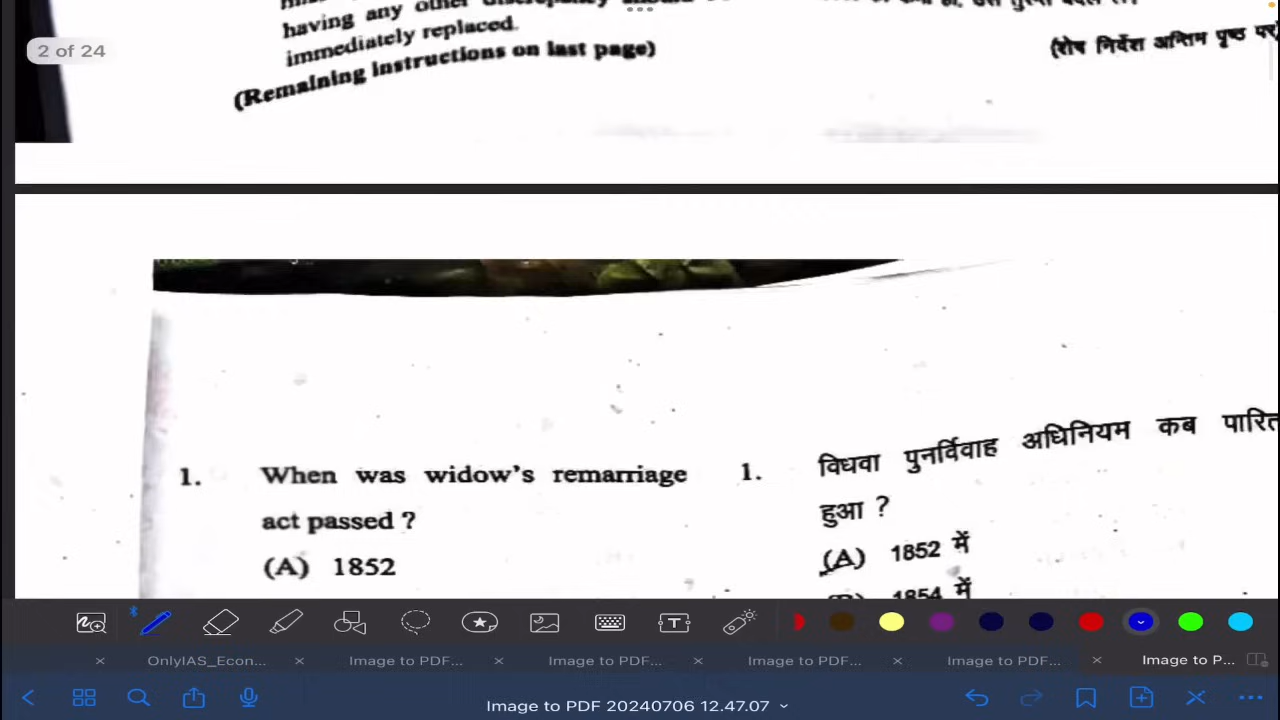 having any other
immediately replaced.
(Remaining instructions on last page)
(शेष निर्देश अन्तिम पृष्ठ पर
2 of 24
1. When was widow's remarriage
act passed ?
(A) 1852
1. विधवा पुनर्विवाह अधिनियम कब पारित
हुआ ?
(A) 1852 में
1854 में
OnlyIAS_Econ...
Image to PDF...
Image to PDF...
Image to PDF...
Image to PDF...
Image to P...
Image to PDF 20240706 12.47.07